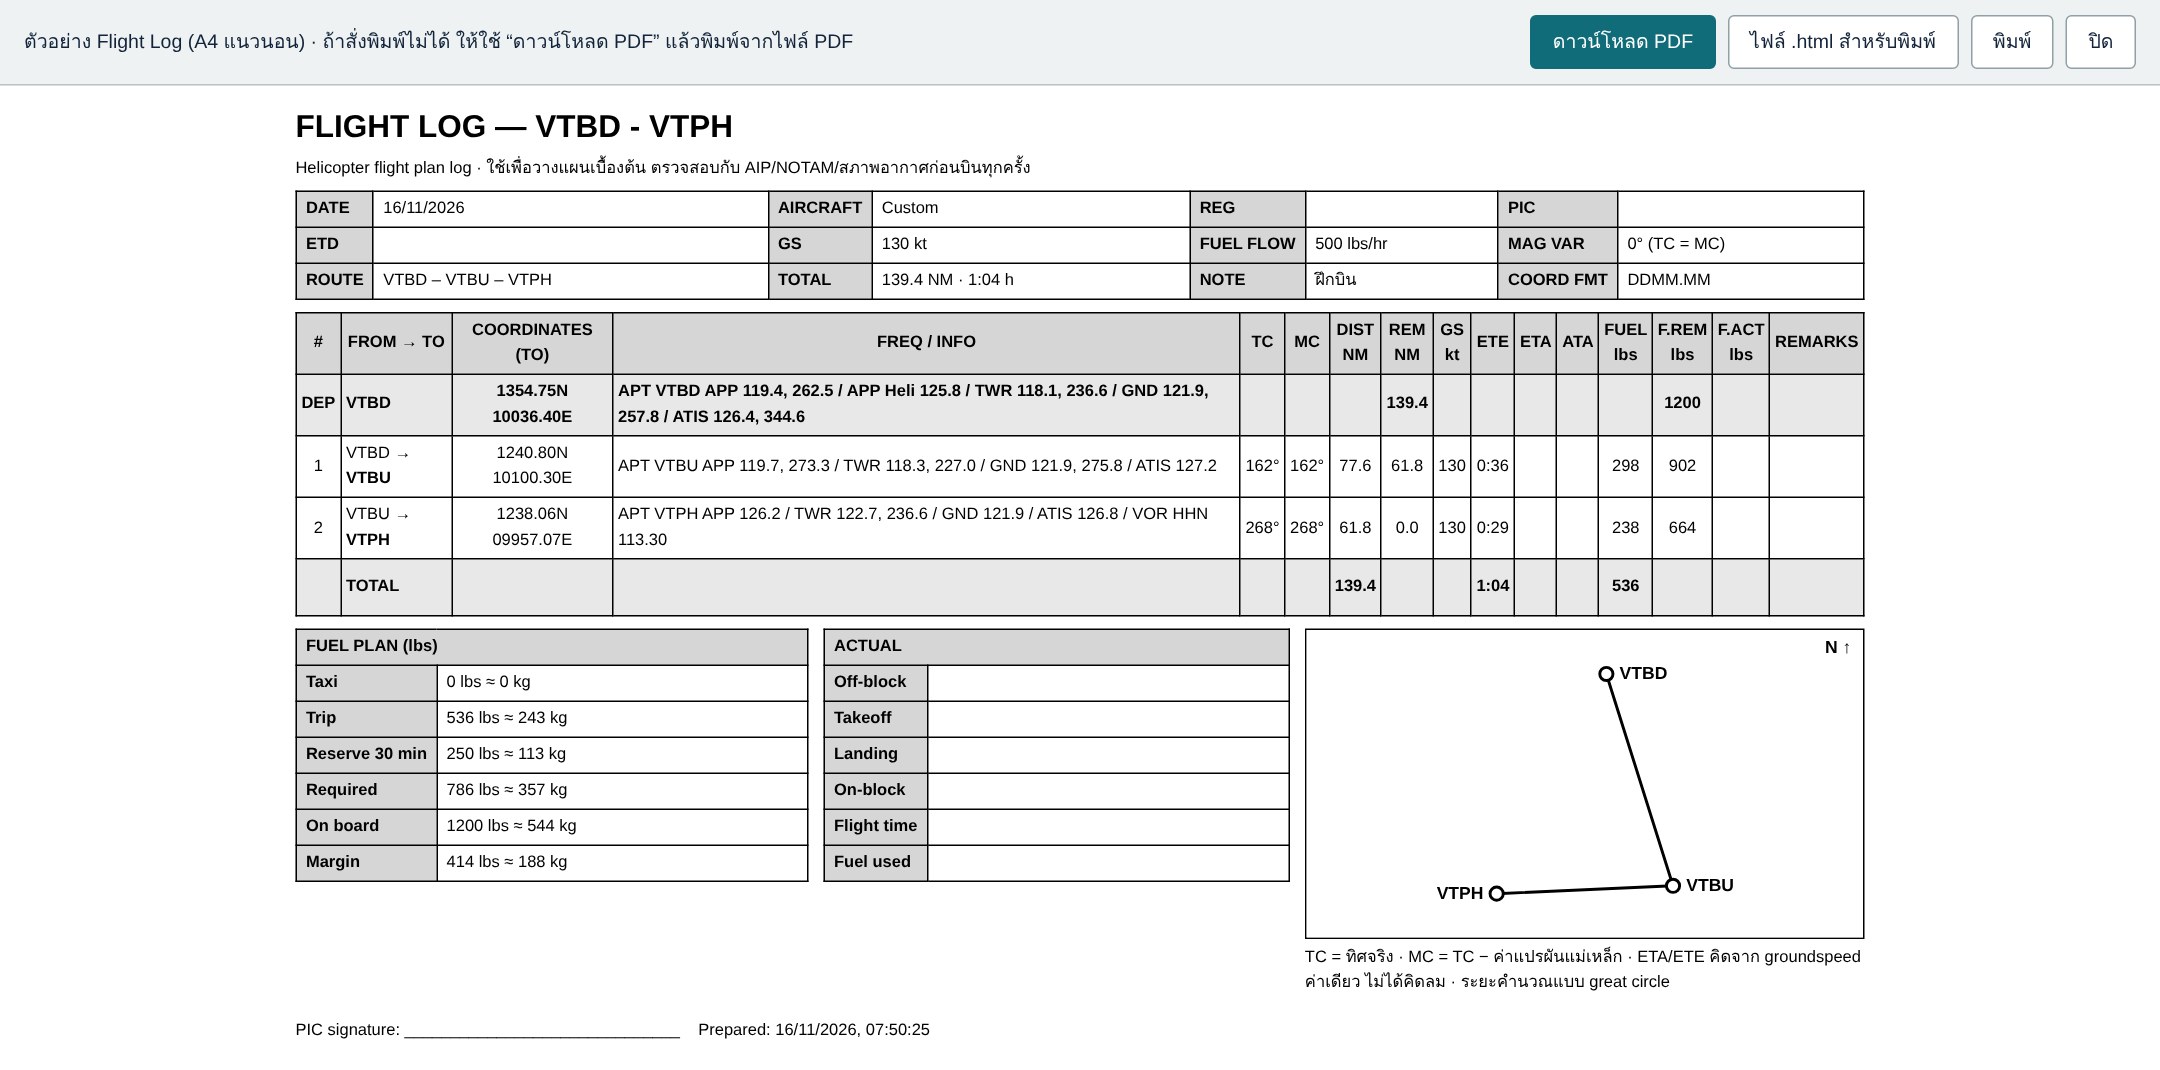 ตัวอย่าง Flight Log (A4 แนวนอน) · ถ้าสั่งพิมพ์ไม่ได้ ให้ใช้ “ดาวน์โหลด PDF” แล้วพิมพ์จากไฟล์ PDF
ดาวน์โหลด PDF
ไฟล์ .html สำหรับพิมพ์
พิมพ์
ปิด
FLIGHT LOG — VTBD - VTPH
Helicopter flight plan log · ใช้เพื่อวางแผนเบื้องต้น ตรวจสอบกับ AIP/NOTAM/สภาพอากาศก่อนบินทุกครั้ง
DATE 16/11/2026 AIRCRAFT Custom REG PIC
ETD GS 130 kt FUEL FLOW 500 lbs/hr MAG VAR 0° (TC = MC)
ROUTE VTBD – VTBU – VTPH TOTAL 139.4 NM · 1:04 h NOTE ฝึกบิน COORD FMT DDMM.MM
# FROM → TO COORDINATES (TO) FREQ / INFO TC MC DIST NM REM NM GS kt ETE ETA ATA FUEL lbs F.REM lbs F.ACT lbs REMARKS
DEP VTBD 1354.75N 10036.40E APT VTBD APP 119.4, 262.5 / APP Heli 125.8 / TWR 118.1, 236.6 / GND 121.9, 257.8 / ATIS 126.4, 344.6 139.4 1200
1 VTBD → VTBU 1240.80N 10100.30E APT VTBU APP 119.7, 273.3 / TWR 118.3, 227.0 / GND 121.9, 275.8 / ATIS 127.2 162° 162° 77.6 61.8 130 0:36 298 902
2 VTBU → VTPH 1238.06N 09957.07E APT VTPH APP 126.2 / TWR 122.7, 236.6 / GND 121.9 / ATIS 126.8 / VOR HHN 113.30 268° 268° 61.8 0.0 130 0:29 238 664
TOTAL 139.4 1:04 536
FUEL PLAN (lbs)
Taxi 0 lbs ≈ 0 kg
Trip 536 lbs ≈ 243 kg
Reserve 30 min 250 lbs ≈ 113 kg
Required 786 lbs ≈ 357 kg
On board 1200 lbs ≈ 544 kg
Margin 414 lbs ≈ 188 kg
ACTUAL
Off-block
Takeoff
Landing
On-block
Flight time
Fuel used
N ↑
VTBD
VTBU
VTPH
TC = ทิศจริง · MC = TC − ค่าแปรผันแม่เหล็ก · ETA/ETE คิดจาก groundspeed
ค่าเดียว ไม่ได้คิดลม · ระยะคำนวณแบบ great circle
PIC signature: ______________________________ Prepared: 16/11/2026, 07:50:25